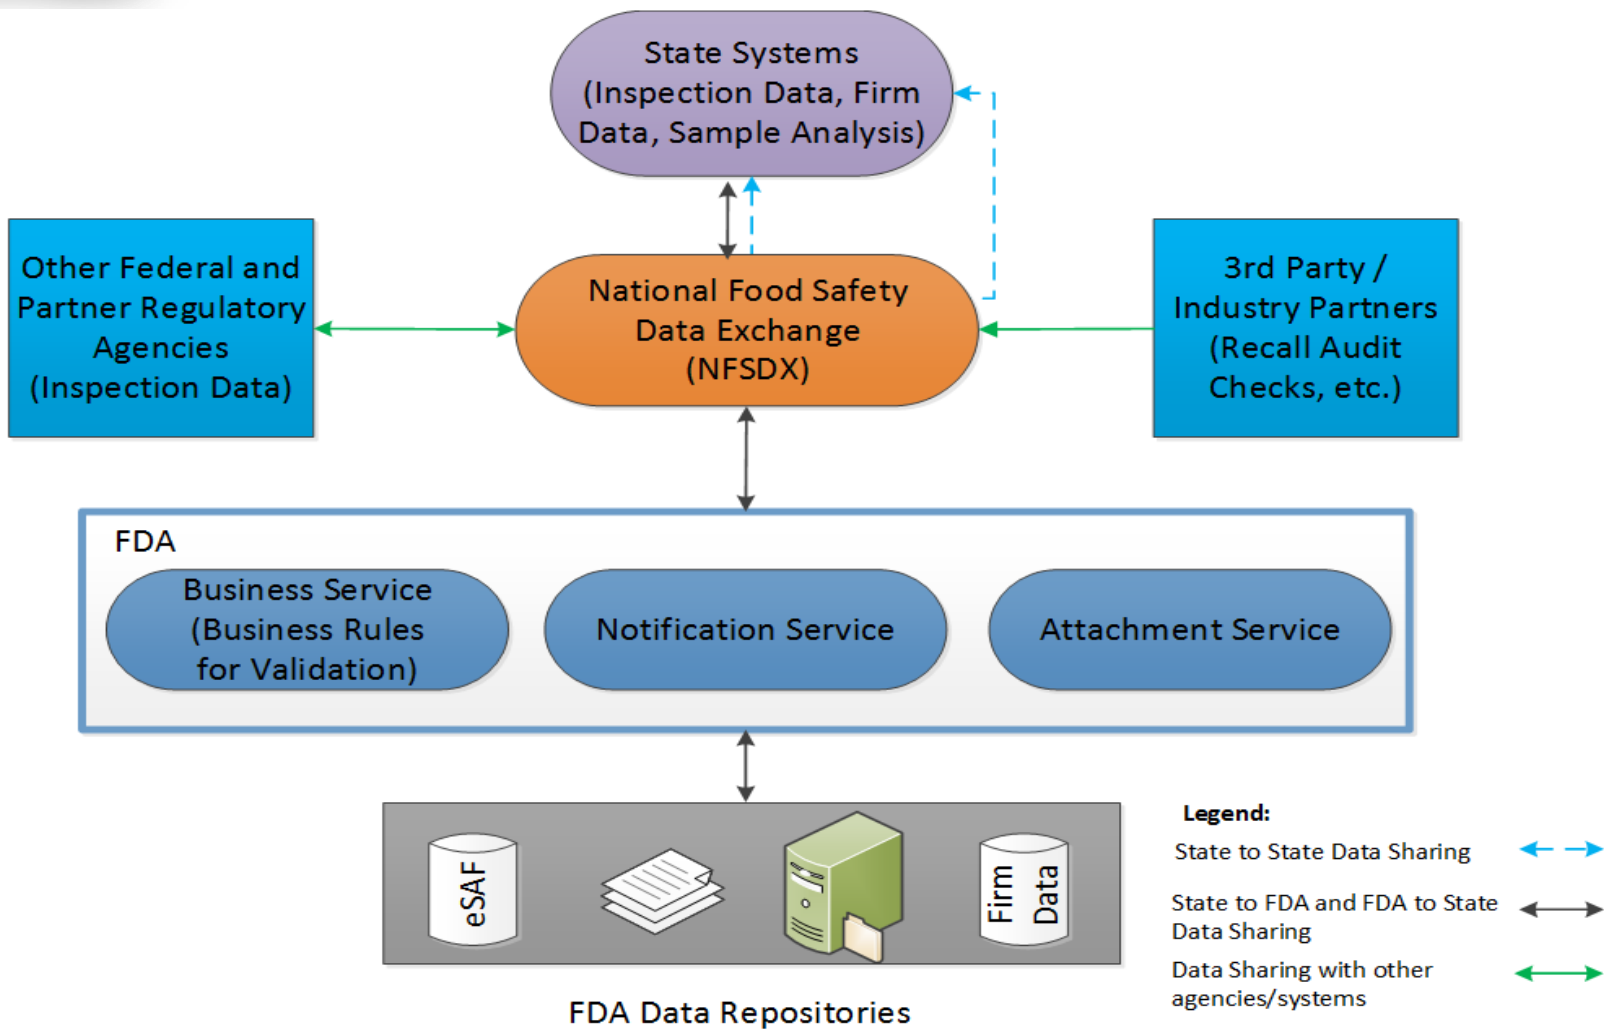 State Systems
(Inspection Data, Firm
Data, Sample Analysis)
Other Federal and
Partner Regulatory
Agencies
(Inspection Data)
National Food Safety
Data Exchange
(NFSDX)
3rd Party /
Industry Partners
(Recall Audit
Checks, etc.)
FDA
Business Service
(Business Rules
for Validation)
Notification Service
Attachment Service
eSAF
Firm
Data
FDA Data Repositories
Legend:
State to State Data Sharing
State to FDA and FDA to State
Data Sharing
Data Sharing with other
agencies/systems